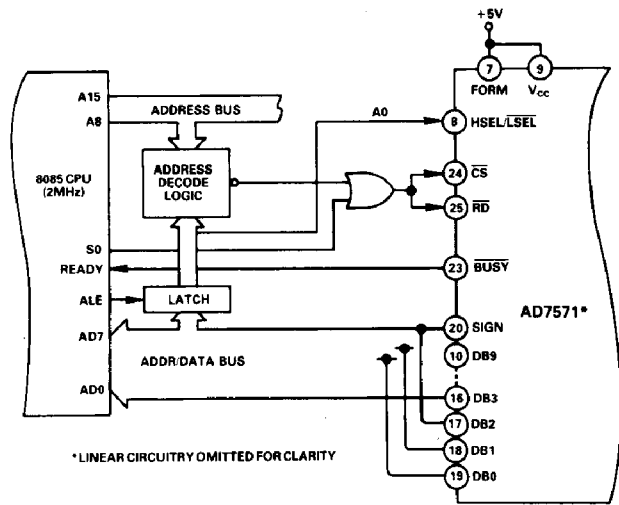 +5V
7
9
FORM
VCC
A15
ADDRESS BUS
A8
A0
8
HSEL/LSEL
8085 CPU
(2MHz)
ADDRESS
DECODE
LOGIC
24
CS
25
RD
S0
READY
23
BUSY
ALE
LATCH
AD7571*
AD7
20
SIGN
ADDR/DATA BUS
10
DB9
AD0
16
DB3
17
DB2
18
DB1
19
DB0
*LINEAR CIRCUITRY OMITTED FOR CLARITY